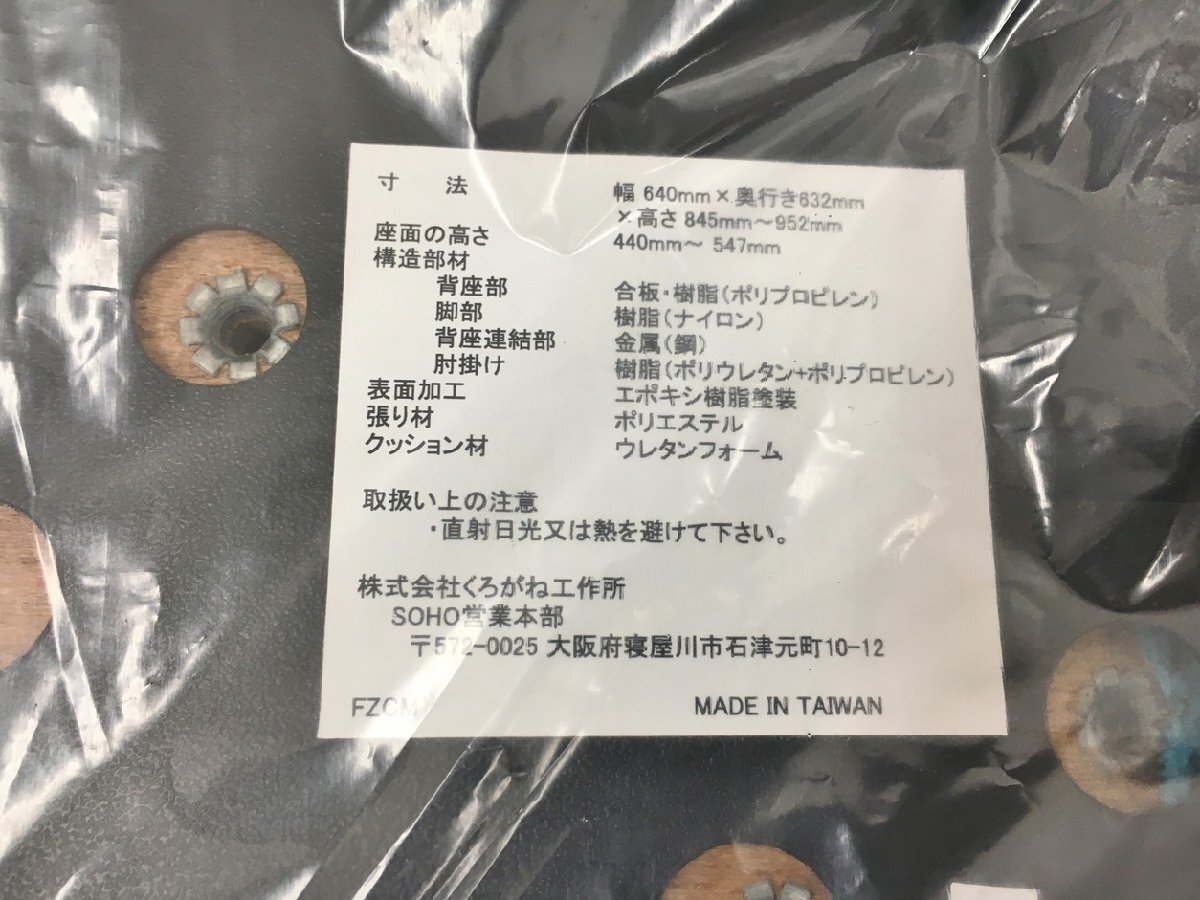 寸　法　幅 640mm×奥行き632mm
×高さ 845mm～952mm
座面の高さ　440mm～ 547mm
構造部材
背座部　合板・樹脂(ポリプロピレン)
脚部　樹脂(ナイロン)
背座連結部　金属(鋼)
肘掛け　樹脂(ポリウレタン+ポリプロピレン)
表面加工　エポキシ樹脂塗装
張り材　ポリエステル
クッション材　ウレタンフォーム
取扱い上の注意
・直射日光又は熱を避けて下さい。
株式会社くろがね工作所
SOHO営業本部
〒572-0025 大阪府寝屋川市石津元町10-12
FZCM　MADE IN TAIWAN